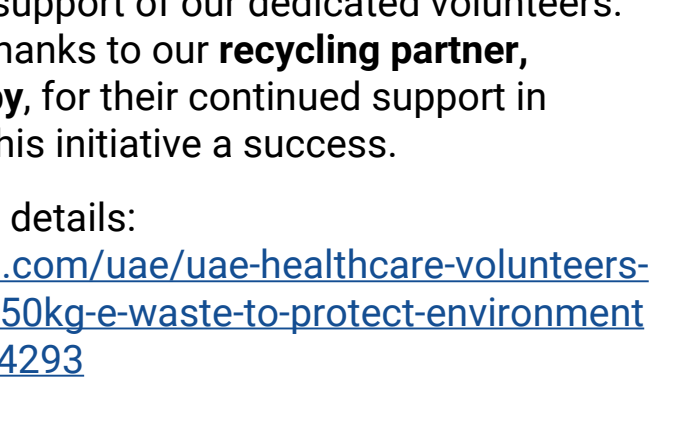 support of our dedicated volunteers.
hanks to our recycling partner,
y, for their continued support in
his initiative a success.
details:
.com/uae/uae-healthcare-volunteers-
50kg-e-waste-to-protect-environment
4293